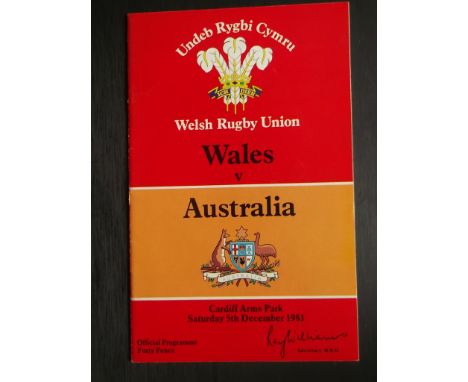 Undeb Rygbi Cymru
Welsh Rugby Union
Wales
v
Australia
AUSTRALIA
Cardiff Arms Park
Saturday 5th December 1981
Official Programme
Forty Pence